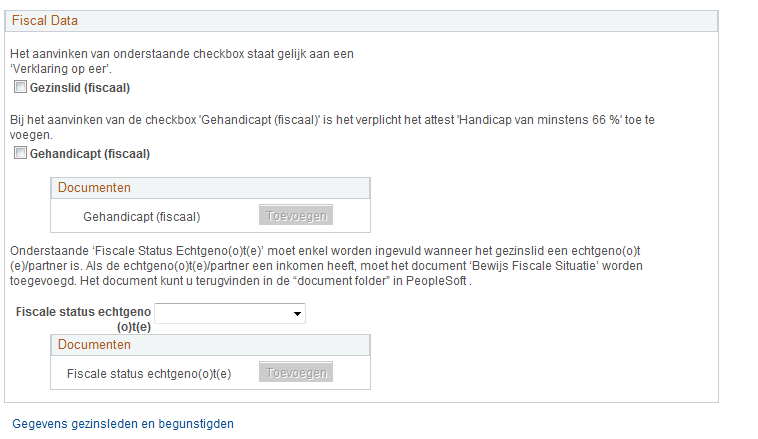 Fiscal Data
Het aanvinken van onderstaande checkbox staat gelijk aan een
‘Verklaring op eer’.
Gezinslid (fiscaal)
Bij het aanvinken van de checkbox 'Gehandicapt (fiscaal)' is het verplicht het attest 'Handicap van minstens 66 %' toe te
voegen.
Gehandicapt (fiscaal)
Documenten
Gehandicapt (fiscaal) Toevoegen
Onderstaande ‘Fiscale Status Echtgeno(o)t(e)’ moet enkel worden ingevuld wanneer het gezinslid een echtgeno(o)t
(e)/partner is. Als de echtgeno(o)t(e)/partner een inkomen heeft, moet het document ‘Bewijs Fiscale Situatie’ worden
toegevoegd. Het document kunt u terugvinden in de “document folder” in PeopleSoft .
Fiscale status echtgeno
(o)t(e)
Documenten
Fiscale status echtgeno(o)t(e) Toevoegen
Gegevens gezinsleden en begunstigden